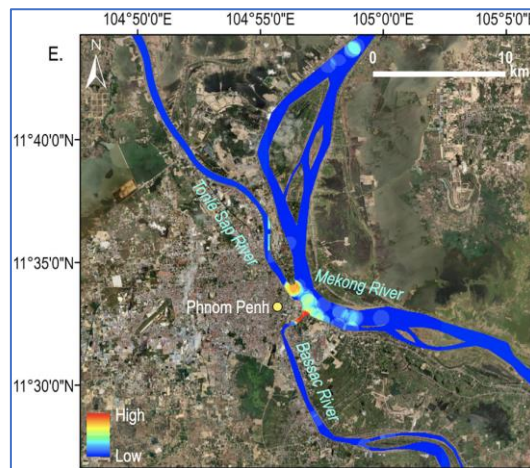 104°50'0"E 104°55'0"E 105°0'0"E 105°5'0"E
E.
N
0 10
km
11°40'0"N
Tonle Sap River
11°35'0"N
Mekong River
Phnom Penh
Bassac River
11°30'0"N
High
Low